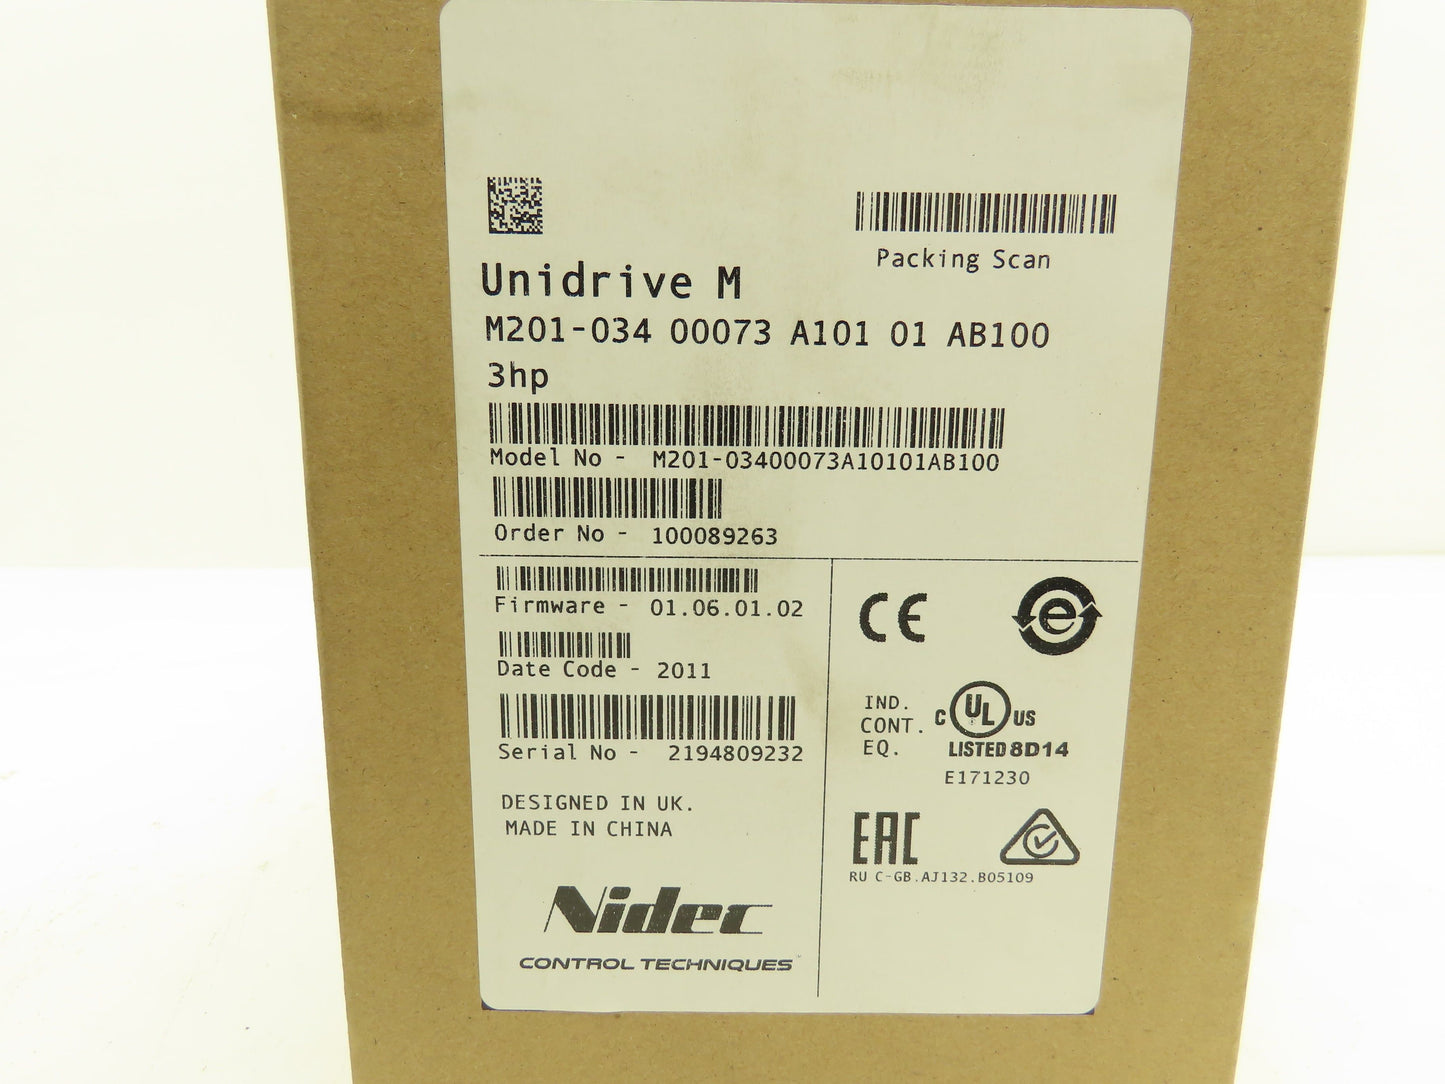 Packing Scan
Unidrive M
M201-034 00073 A101 01 AB100
3hp
Model No - M201-03400073A10101AB100
Order No - 100089263
Firmware - 01.06.01.02
Date Code - 2011
Serial No - 2194809232
DESIGNED IN UK.
MADE IN CHINA
Nidec
CONTROL TECHNIQUES
CE
e
IND.
CONT.
EQ.
C UL US
LISTED 8D14
E171230
EAC
RU C-GB.AJ132.B05109